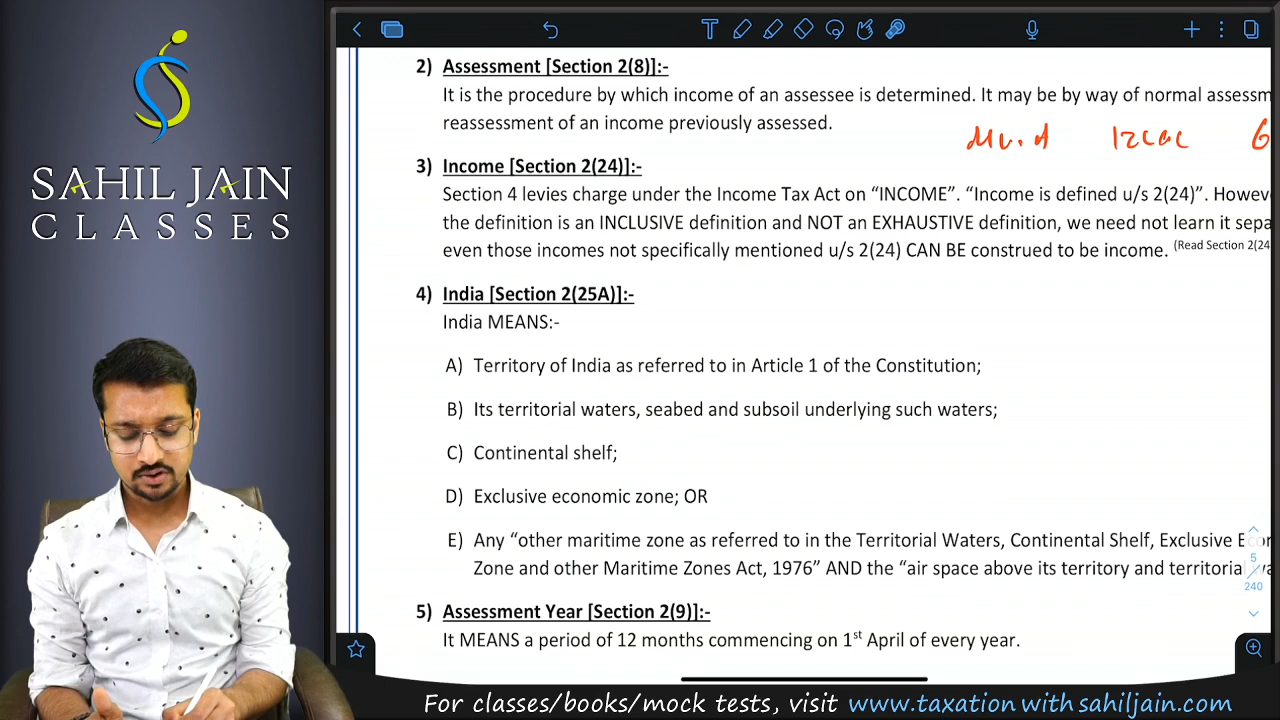 SAHIL JAIN
CLASSES
2) Assessment [Section 2(8)]:-
It is the procedure by which income of an assessee is determined. It may be by way of normal assessm
reassessment of an income previously assessed.
3) Income [Section 2(24)]:-
Section 4 levies charge under the Income Tax Act on “INCOME”. “Income is defined u/s 2(24)”. Howeve
the definition is an INCLUSIVE definition and NOT an EXHAUSTIVE definition, we need not learn it sepa
even those incomes not specifically mentioned u/s 2(24) CAN BE construed to be income. (Read Section 2(24
4) India [Section 2(25A)]:-
India MEANS:-
A) Territory of India as referred to in Article 1 of the Constitution;
B) Its territorial waters, seabed and subsoil underlying such waters;
C) Continental shelf;
D) Exclusive economic zone; OR
E) Any “other maritime zone as referred to in the Territorial Waters, Continental Shelf, Exclusive Econ
Zone and other Maritime Zones Act, 1976” AND the “air space above its territory and territorial wa
5
240
5) Assessment Year [Section 2(9)]:-
It MEANS a period of 12 months commencing on 1st April of every year.
For classes/books/mock tests, visit www.taxationwithsahiljain.com